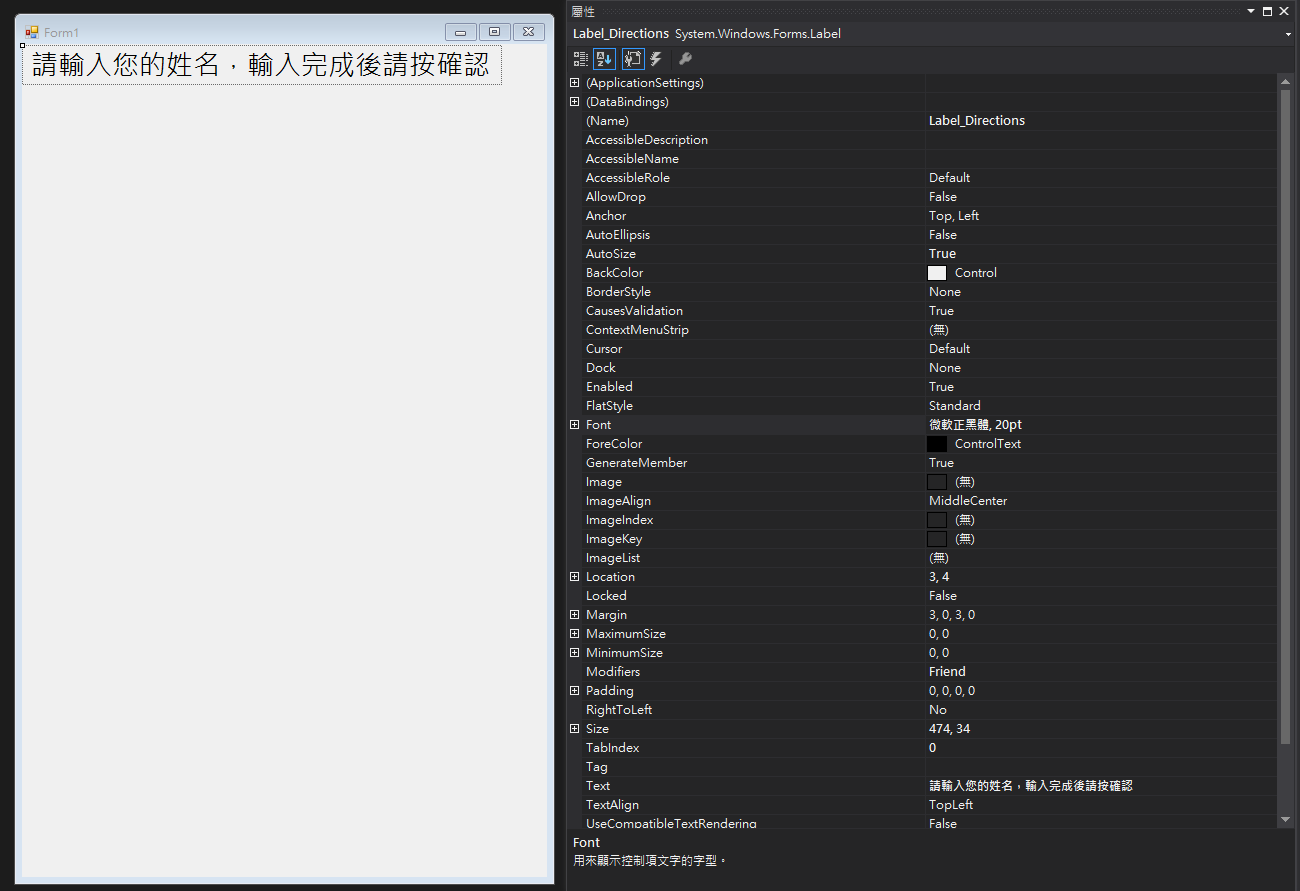 Form1
請輸入您的姓名，輸入完成後請按確認
屬性
Label_Directions System.Windows.Forms.Label
(ApplicationSettings)
(DataBindings)
(Name) Label_Directions
AccessibleDescription
AccessibleName
AccessibleRole Default
AllowDrop False
Anchor Top, Left
AutoEllipsis False
AutoSize True
BackColor Control
BorderStyle None
CausesValidation True
ContextMenuStrip (無)
Cursor Default
Dock None
Enabled True
FlatStyle Standard
Font 微軟正黑體, 20pt
ForeColor ControlText
GenerateMember True
Image (無)
ImageAlign MiddleCenter
ImageIndex (無)
ImageKey (無)
ImageList (無)
Location 3, 4
Locked False
Margin 3, 0, 3, 0
MaximumSize 0, 0
MinimumSize 0, 0
Modifiers Friend
Padding 0, 0, 0, 0
RightToLeft No
Size 474, 34
TabIndex 0
Tag
Text 請輸入您的姓名，輸入完成後請按確認
TextAlign TopLeft
UseCompatibleTextRendering False
Font
用來顯示控制項文字的字型。